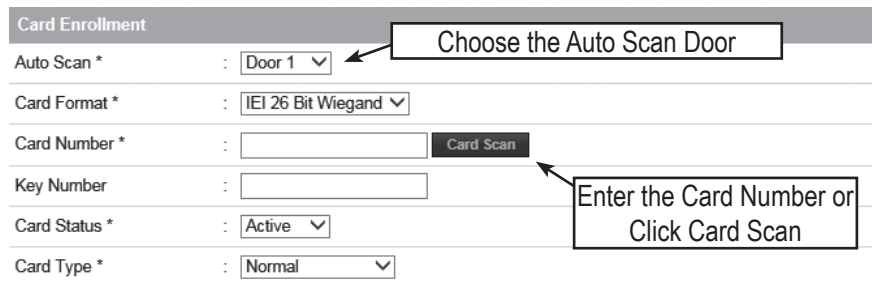 Card Enrollment
Choose the Auto Scan Door
Auto Scan * : Door 1
Card Format * : IEI 26 Bit Wiegand
Card Number * : Card Scan
Key Number :
Enter the Card Number or
Click Card Scan
Card Status * : Active
Card Type * : Normal